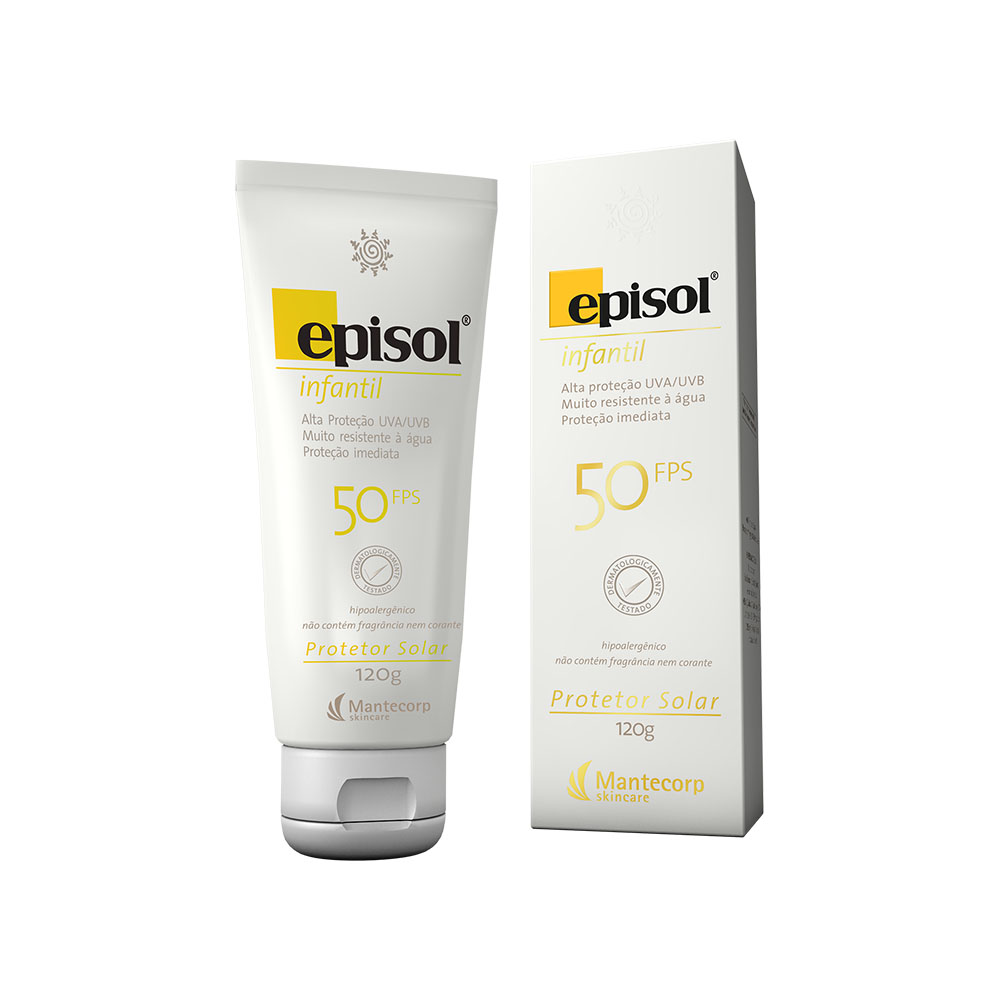 episol®
infantil
Alta Proteção UVA/UVB
Muito resistente à água
Proteção imediata
50 FPS
DERMATOLOGICAMENTE
TESTADO
hipoalergênico
não contém fragrância nem corante
Protetor Solar
120g
Mantecorp
skincare
episol®
infantil
Alta proteção UVA/UVB
Muito resistente à água
Proteção imediata
50 FPS
DERMATOLOGICAMENTE
TESTADO
hipoalergênico
não contém fragrância nem corante
Protetor Solar
120g
Mantecorp
skincare